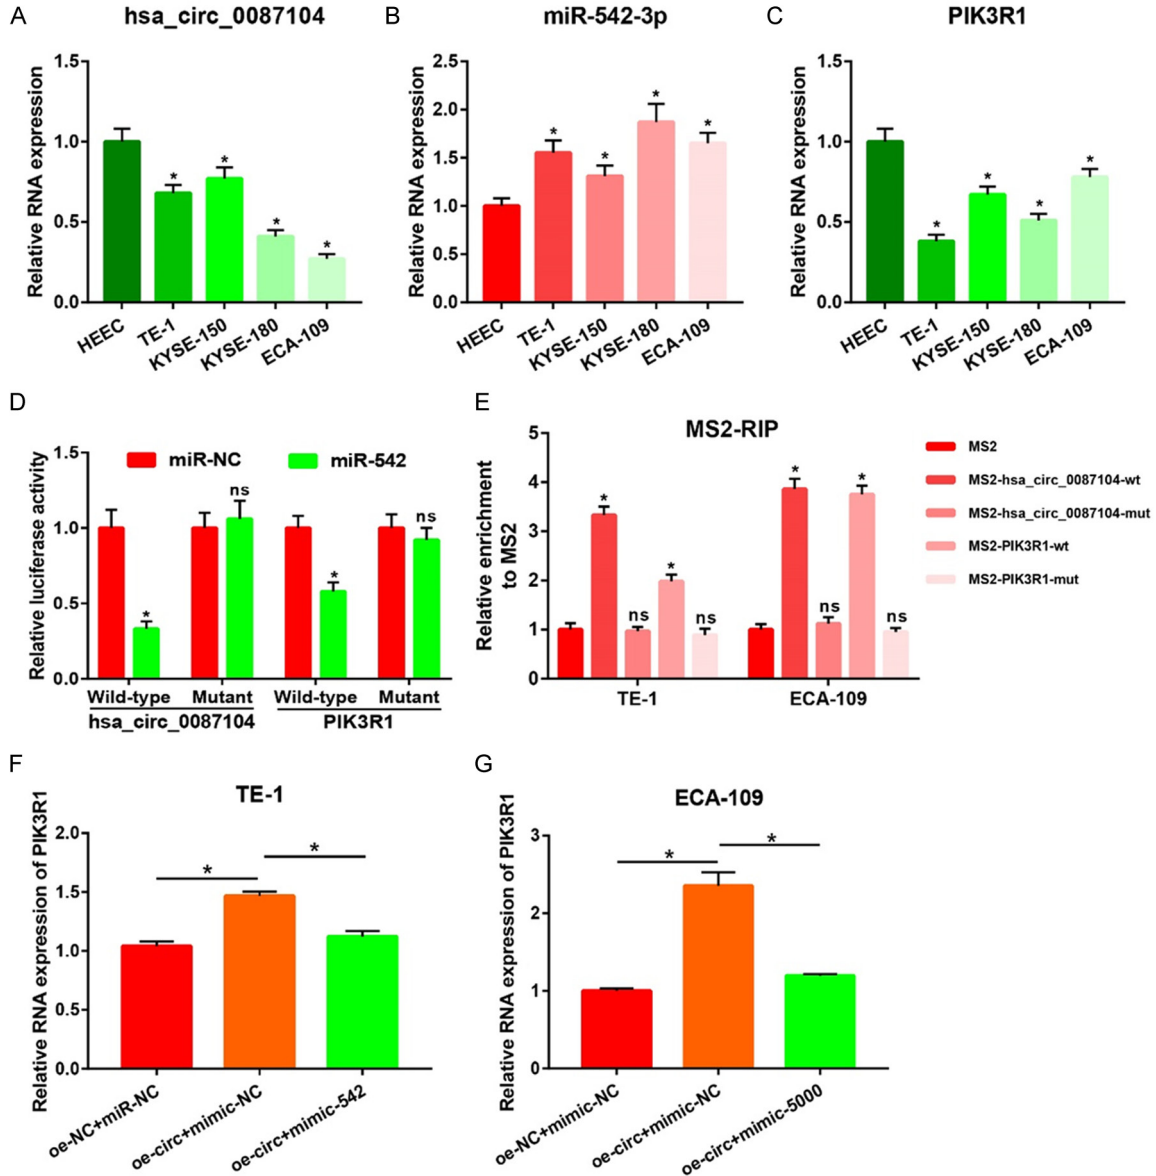 A
hsa_circ_0087104
Relative RNA expression
1.5
1.0
0.5
0.0
* * * *
HEEC
TE-1
KYSE-150
KYSE-180
ECA-109
B
miR-542-3p
Relative RNA expression
2.5
2.0
1.5
1.0
0.5
0.0
* * * *
HEEC
TE-1
KYSE-150
KYSE-180
ECA-109
C
PIK3R1
Relative RNA expression
1.5
1.0
0.5
0.0
* * * *
HEEC
TE-1
KYSE-150
KYSE-180
ECA-109
D
Relative luciferase activity
1.5
1.0
0.5
0.0
miR-NC miR-542
* ns * ns
Wild-type Mutant Wild-type Mutant
hsa_circ_0087104 PIK3R1
E
MS2-RIP
Relative enrichment
to MS2
5
4
3
2
1
0
* ns * ns * ns * ns
TE-1 ECA-109
MS2
MS2-hsa_circ_0087104-wt
MS2-hsa_circ_0087104-mut
MS2-PIK3R1-wt
MS2-PIK3R1-mut
F
TE-1
Relative RNA expression of PIK3R1
2.0
1.5
1.0
0.5
0.0
* *
oe-NC+miR-NC
oe-circ+mimic-NC
oe-circ+mimic-542
G
ECA-109
Relative RNA expression of PIK3R1
3
2
1
0
* *
oe-NC+mimic-NC
oe-circ+mimic-NC
oe-circ+mimic-5000